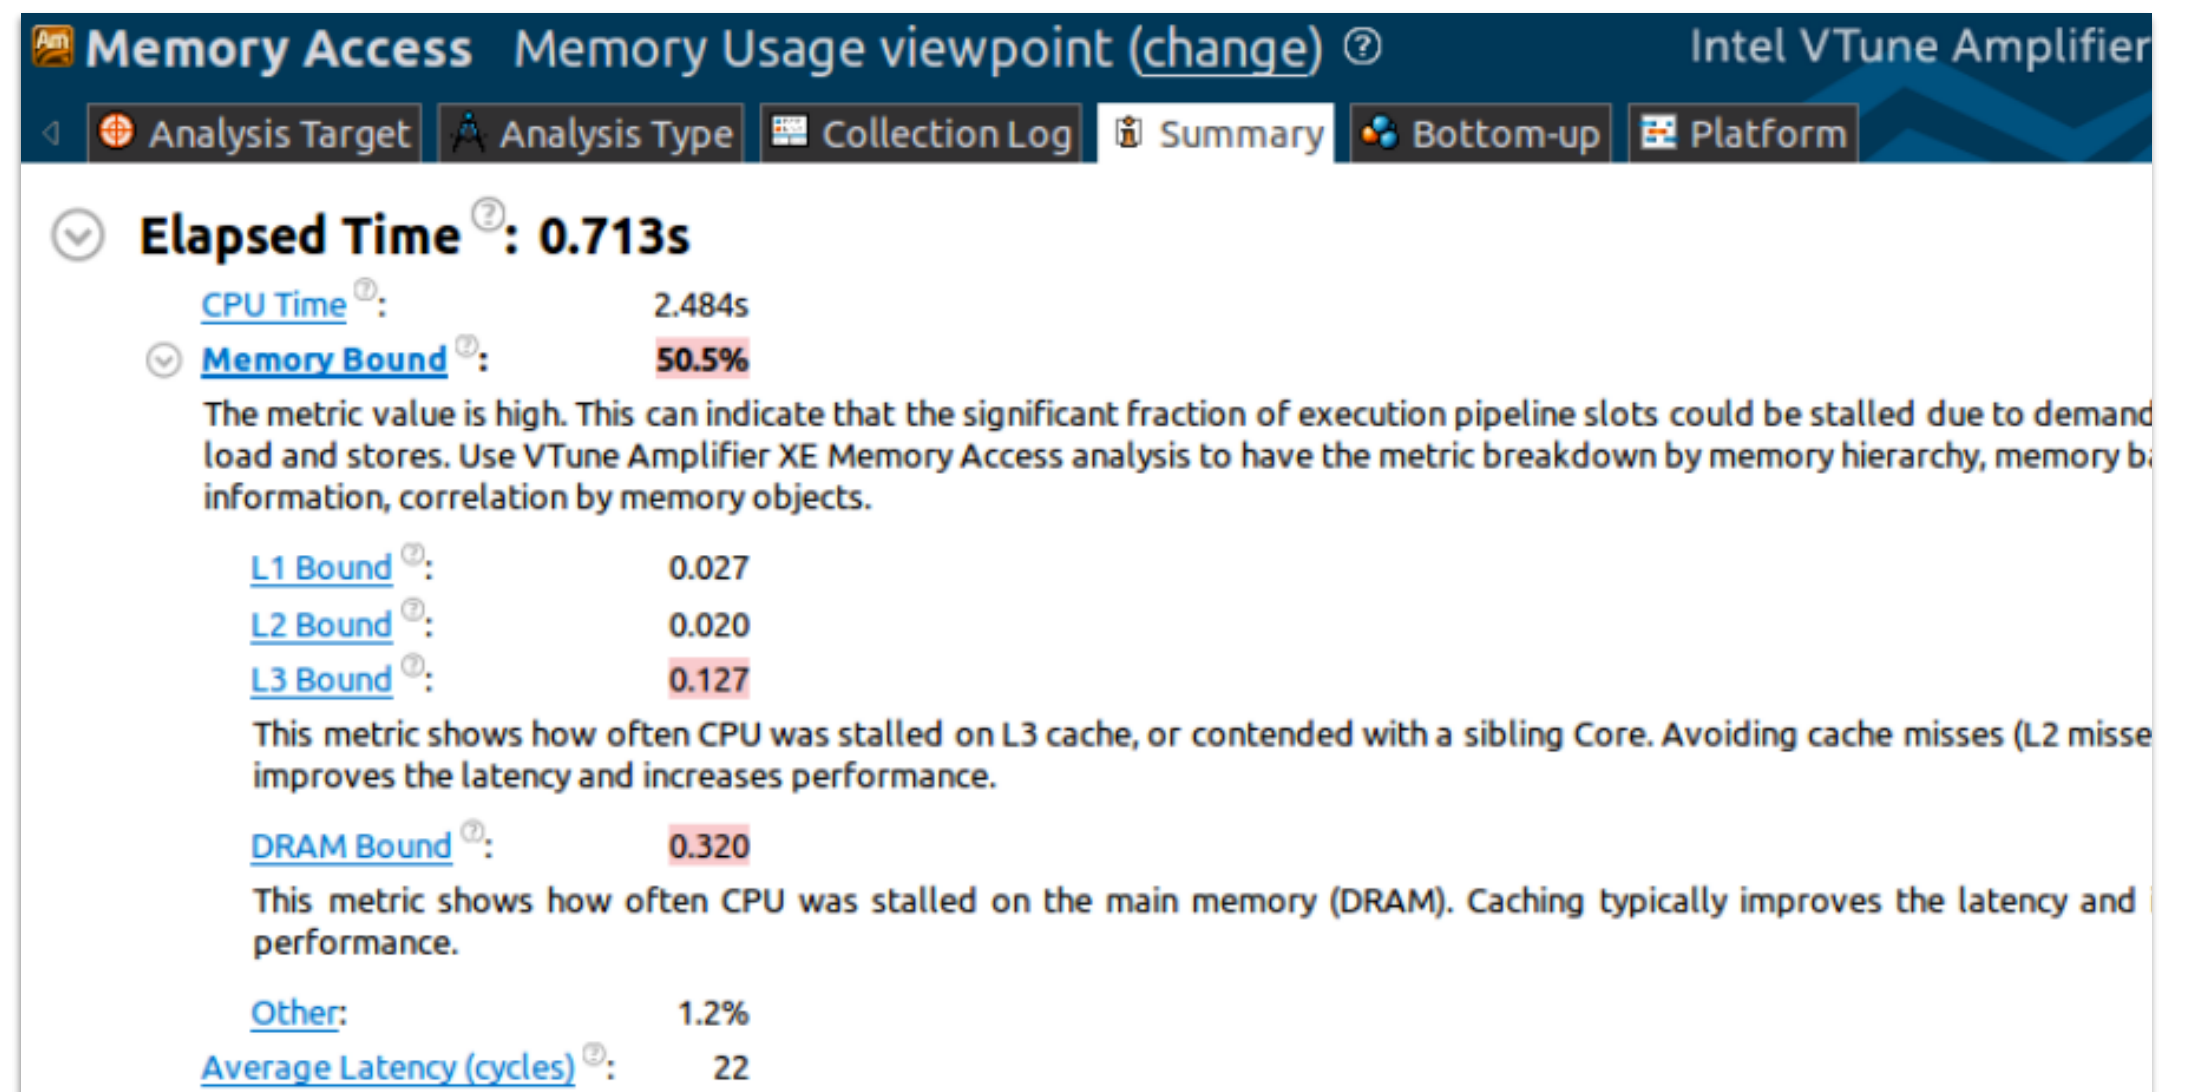 Memory Access Memory Usage viewpoint (change) Intel VTune Amplifier
Analysis Target Analysis Type Collection Log Summary Bottom-up Platform
Elapsed Time : 0.713s
CPU Time : 2.484s
Memory Bound : 50.5%
The metric value is high. This can indicate that the significant fraction of execution pipeline slots could be stalled due to demand
load and stores. Use VTune Amplifier XE Memory Access analysis to have the metric breakdown by memory hierarchy, memory
information, correlation by memory objects.
L1 Bound : 0.027
L2 Bound : 0.020
L3 Bound : 0.127
This metric shows how often CPU was stalled on L3 cache, or contended with a sibling Core. Avoiding cache misses (L2 misse
improves the latency and increases performance.
DRAM Bound : 0.320
This metric shows how often CPU was stalled on the main memory (DRAM). Caching typically improves the latency and
performance.
Other: 1.2%
Average Latency (cycles) : 22